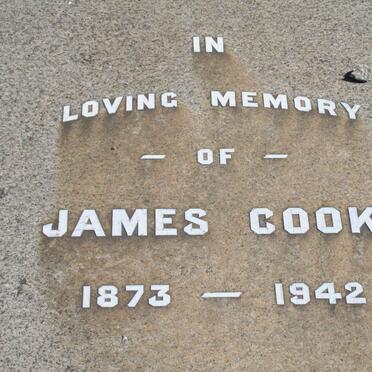 IN
LOVING MEMORY
— OF —
JAMES COOK
1873 — 1942